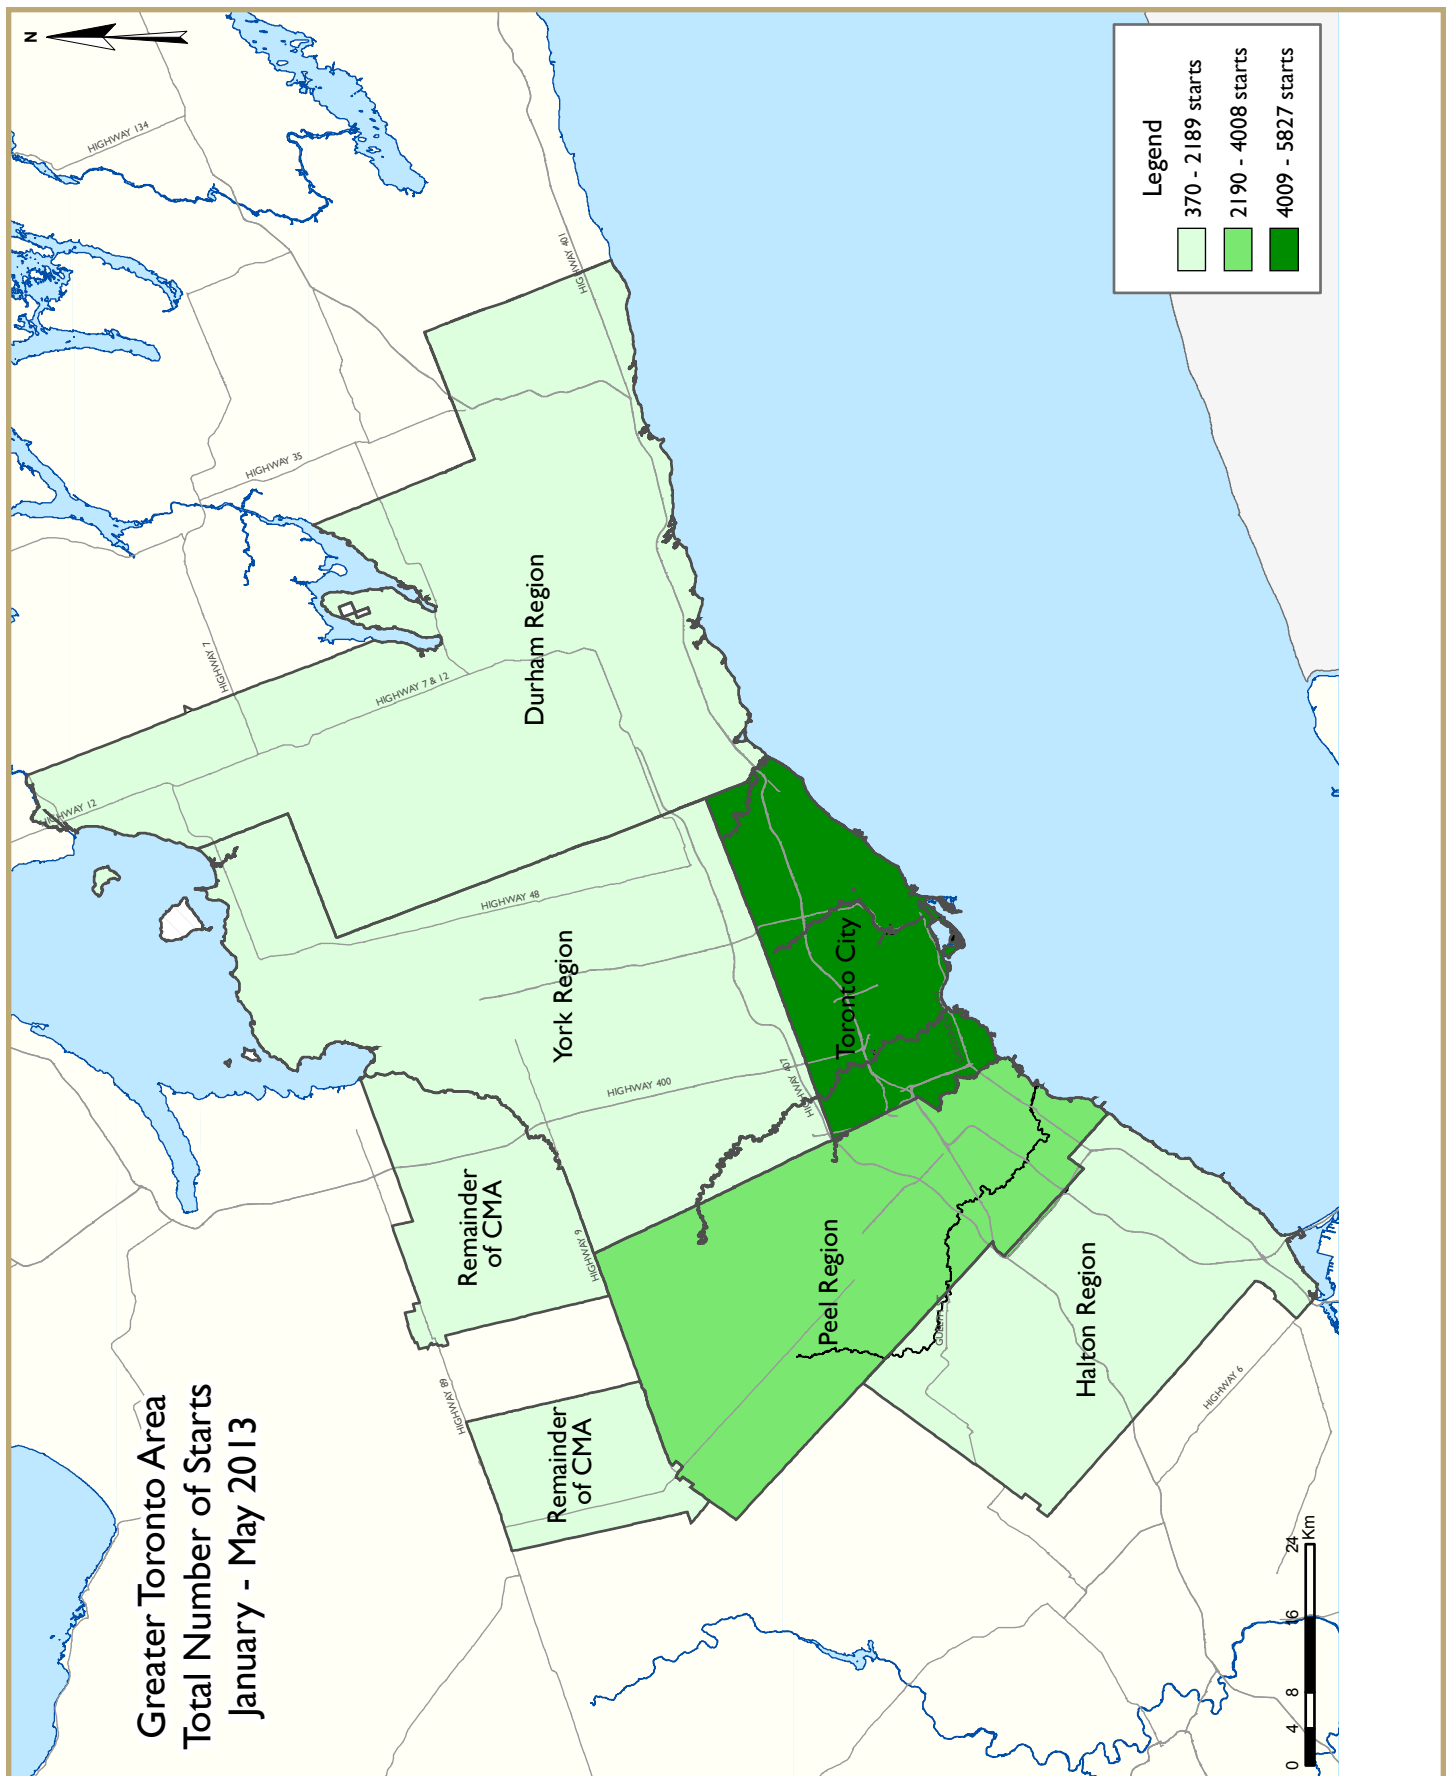 Greater Toronto Area
Total Number of Starts
January - May 2013
N
HIGHWAY 134
HIGHWAY 401
HIGHWAY 35
HIGHWAY 7
HIGHWAY 7 & 12
HIGHWAY 12
Durham Region
HIGHWAY 48
York Region
Toronto City
HIGHWAY 407
HIGHWAY 400
Remainder
of CMA
HIGHWAY 9
Peel Region
HIGHWAY 89
Remainder
of CMA
Halton Region
HIGHWAY 6
Legend
370 - 2189 starts
2190 - 4008 starts
4009 - 5827 starts
0 4 8 16 24
Km